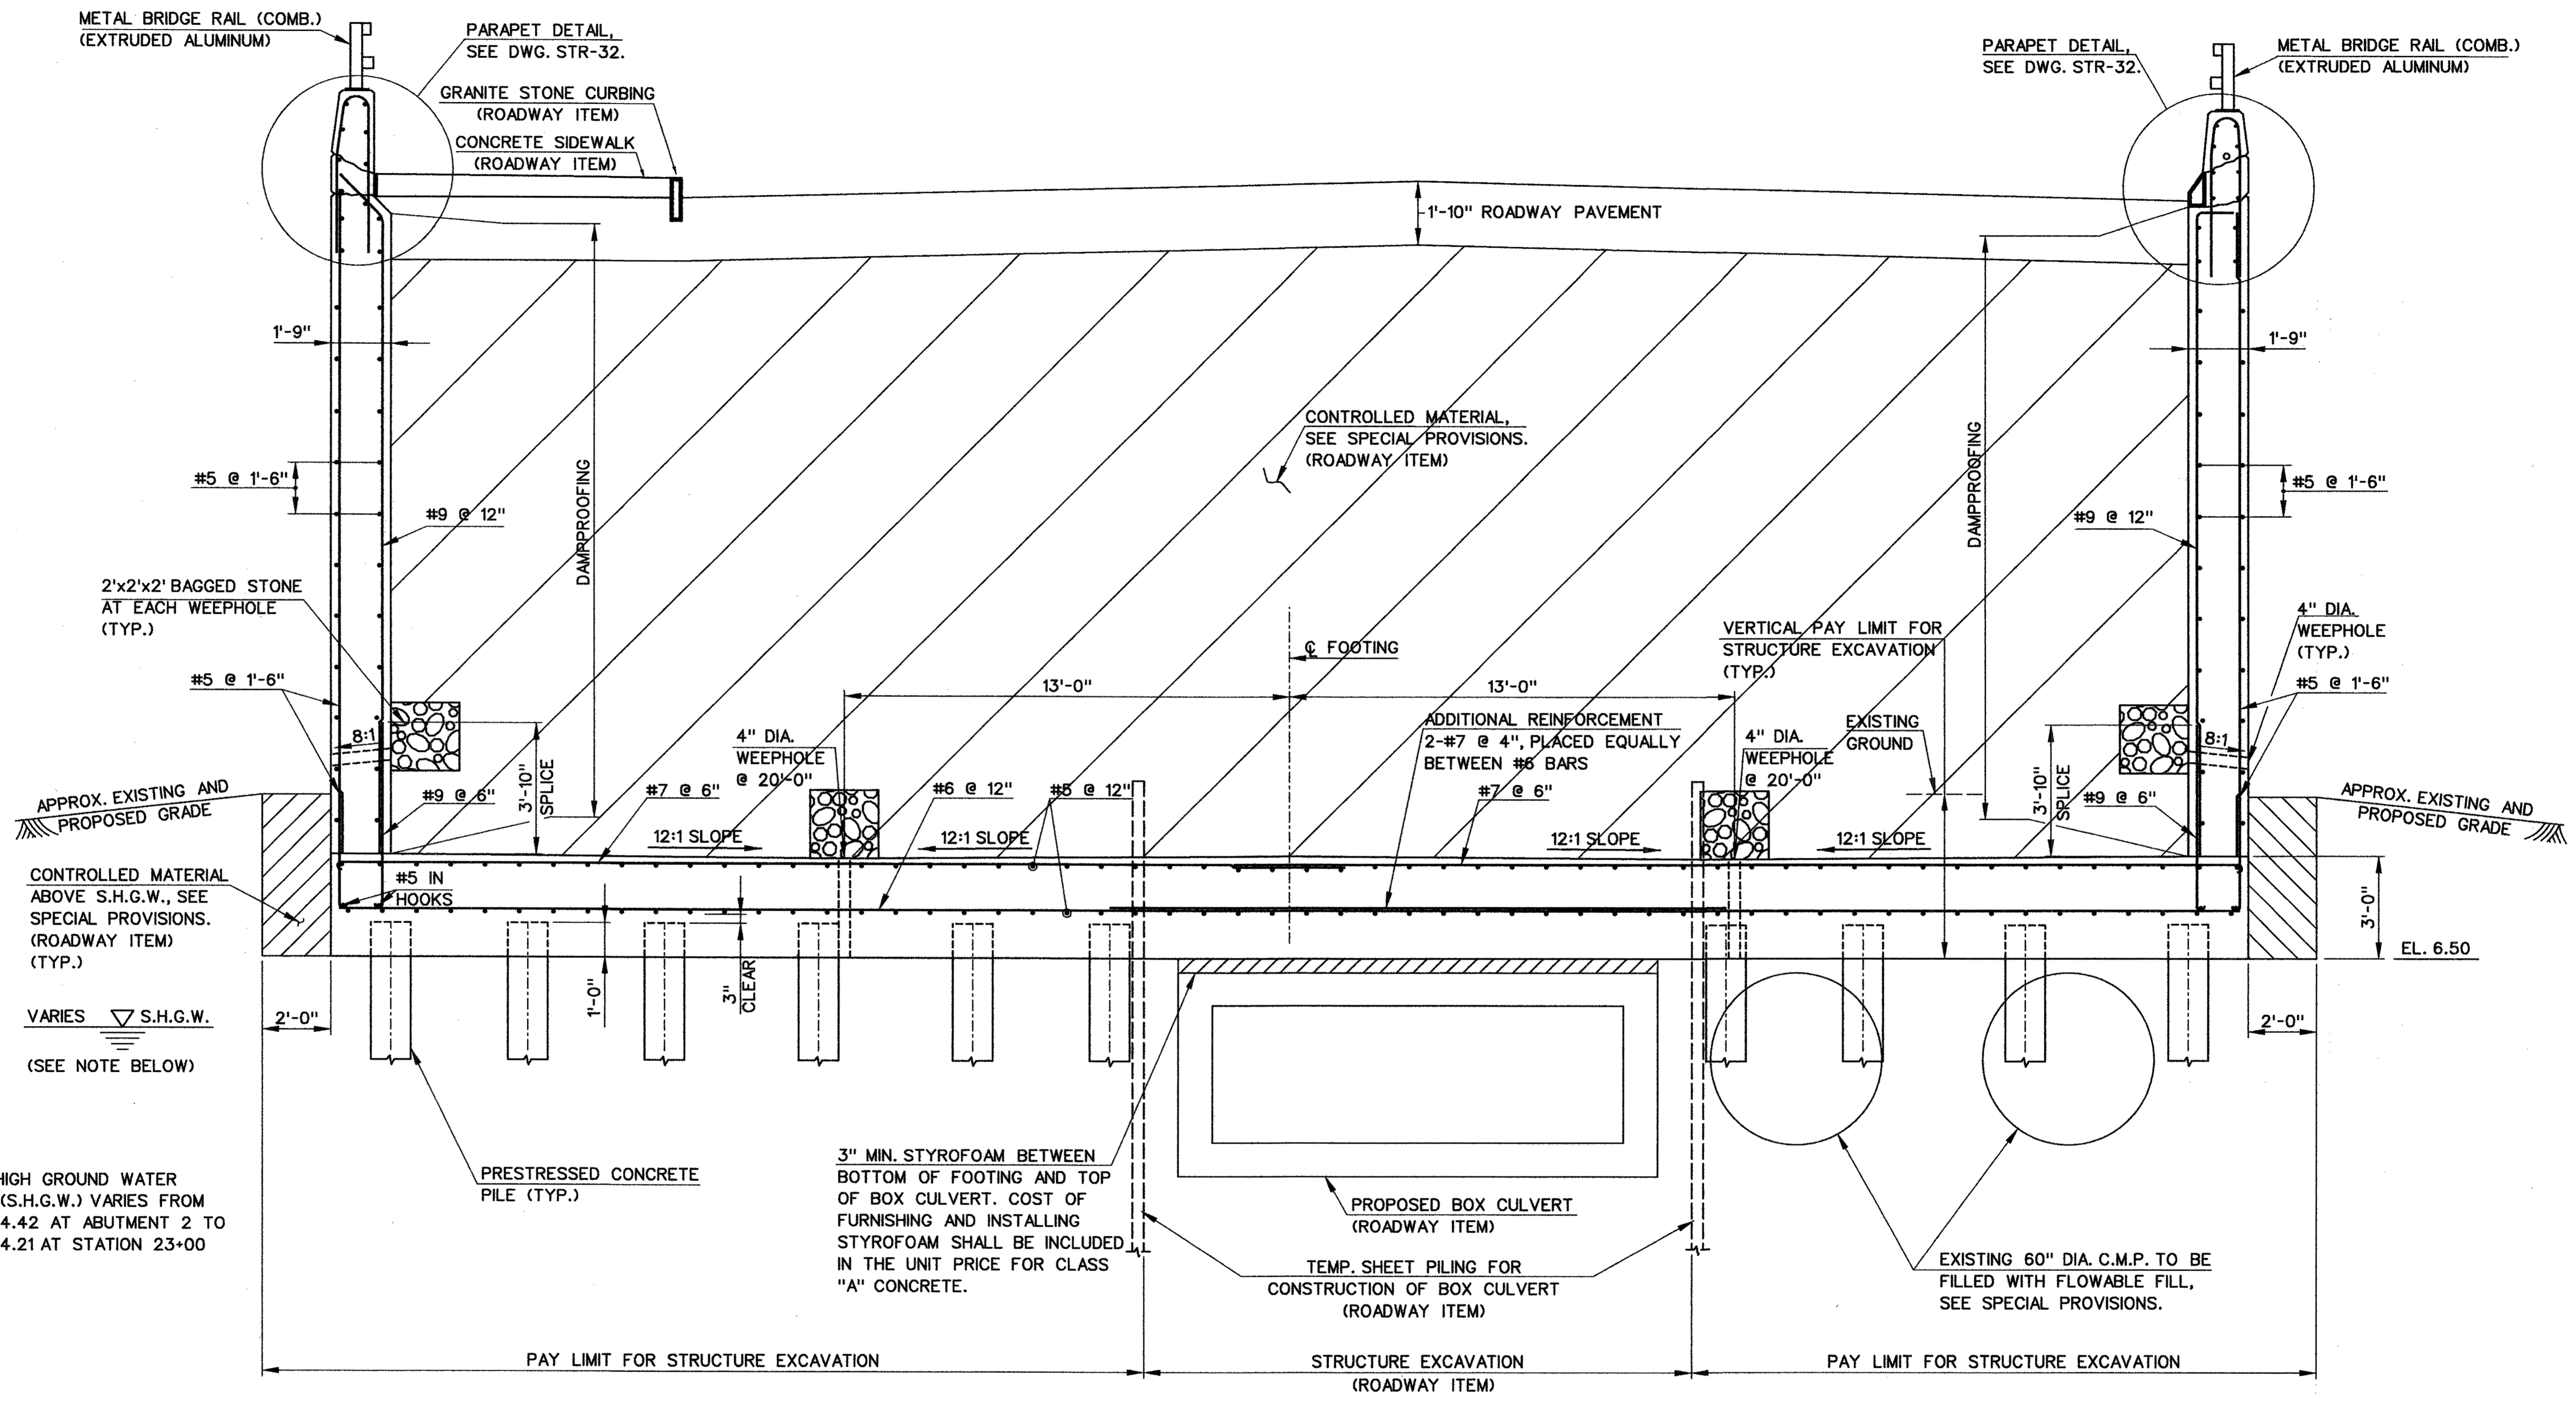 METAL BRIDGE RAIL (COMB.)
(EXTRUDED ALUMINUM)
PARAPET DETAIL,
SEE DWG. STR-32.
GRANITE STONE CURBING
(ROADWAY ITEM)
CONCRETE SIDEWALK
(ROADWAY ITEM)
PARAPET DETAIL,
SEE DWG. STR-32.
METAL BRIDGE RAIL (COMB.)
(EXTRUDED ALUMINUM)
1'-10" ROADWAY PAVEMENT
1'-9"
1'-9"
CONTROLLED MATERIAL,
SEE SPECIAL PROVISIONS.
(ROADWAY ITEM)
#5 @ 1'-6"
#9 @ 12"
DAMPPROOFING
DAMPPROOFING
#9 @ 12"
#5 @ 1'-6"
2'x2'x2' BAGGED STONE
AT EACH WEEPHOLE
(TYP.)
#5 @ 1'-6"
8:1
℄ FOOTING
13'-0"
13'-0"
VERTICAL PAY LIMIT FOR
STRUCTURE EXCAVATION
(TYP.)
4" DIA.
WEEPHOLE
(TYP.)
#5 @ 1'-6"
8:1
4" DIA.
WEEPHOLE
@ 20'-0"
ADDITIONAL REINFORCEMENT
2-#7 @ 4", PLACED EQUALLY
BETWEEN #6 BARS
4" DIA.
WEEPHOLE
@ 20'-0"
EXISTING
GROUND
3'-10"
SPLICE
3'-10"
SPLICE
APPROX. EXISTING AND
PROPOSED GRADE
#9 @ 6"
#7 @ 6"
#6 @ 12"
#5 @ 12"
#7 @ 6"
#9 @ 6"
APPROX. EXISTING AND
PROPOSED GRADE
12:1 SLOPE
12:1 SLOPE
12:1 SLOPE
12:1 SLOPE
CONTROLLED MATERIAL
ABOVE S.H.G.W., SEE
SPECIAL PROVISIONS.
(ROADWAY ITEM)
(TYP.)
#5 IN
HOOKS
3'-0"
EL. 6.50
1'-0"
3"
CLEAR
VARIES
S.H.G.W.
(SEE NOTE BELOW)
2'-0"
2'-0"
HIGH GROUND WATER
(S.H.G.W.) VARIES FROM
4.42 AT ABUTMENT 2 TO
4.21 AT STATION 23+00
PRESTRESSED CONCRETE
PILE (TYP.)
3" MIN. STYROFOAM BETWEEN
BOTTOM OF FOOTING AND TOP
OF BOX CULVERT. COST OF
FURNISHING AND INSTALLING
STYROFOAM SHALL BE INCLUDED
IN THE UNIT PRICE FOR CLASS
"A" CONCRETE.
PROPOSED BOX CULVERT
(ROADWAY ITEM)
TEMP. SHEET PILING FOR
CONSTRUCTION OF BOX CULVERT
(ROADWAY ITEM)
EXISTING 60" DIA. C.M.P. TO BE
FILLED WITH FLOWABLE FILL,
SEE SPECIAL PROVISIONS.
PAY LIMIT FOR STRUCTURE EXCAVATION
STRUCTURE EXCAVATION
(ROADWAY ITEM)
PAY LIMIT FOR STRUCTURE EXCAVATION